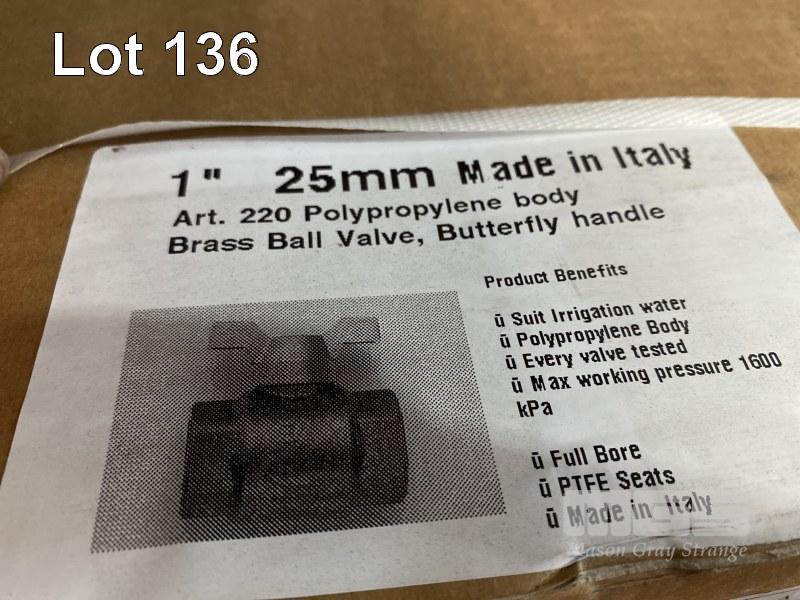 Lot 136
1" 25mm Made in Italy
Art. 220 Polypropylene body
Brass Ball Valve, Butterfly handle
Product Benefits
ü Suit Irrigation water
ü Polypropylene Body
ü Every valve tested
ü Max working pressure 1600
kPa
ü Full Bore
ü PTFE Seats
ü Made in Italy
MGS
Mason Gray Strange